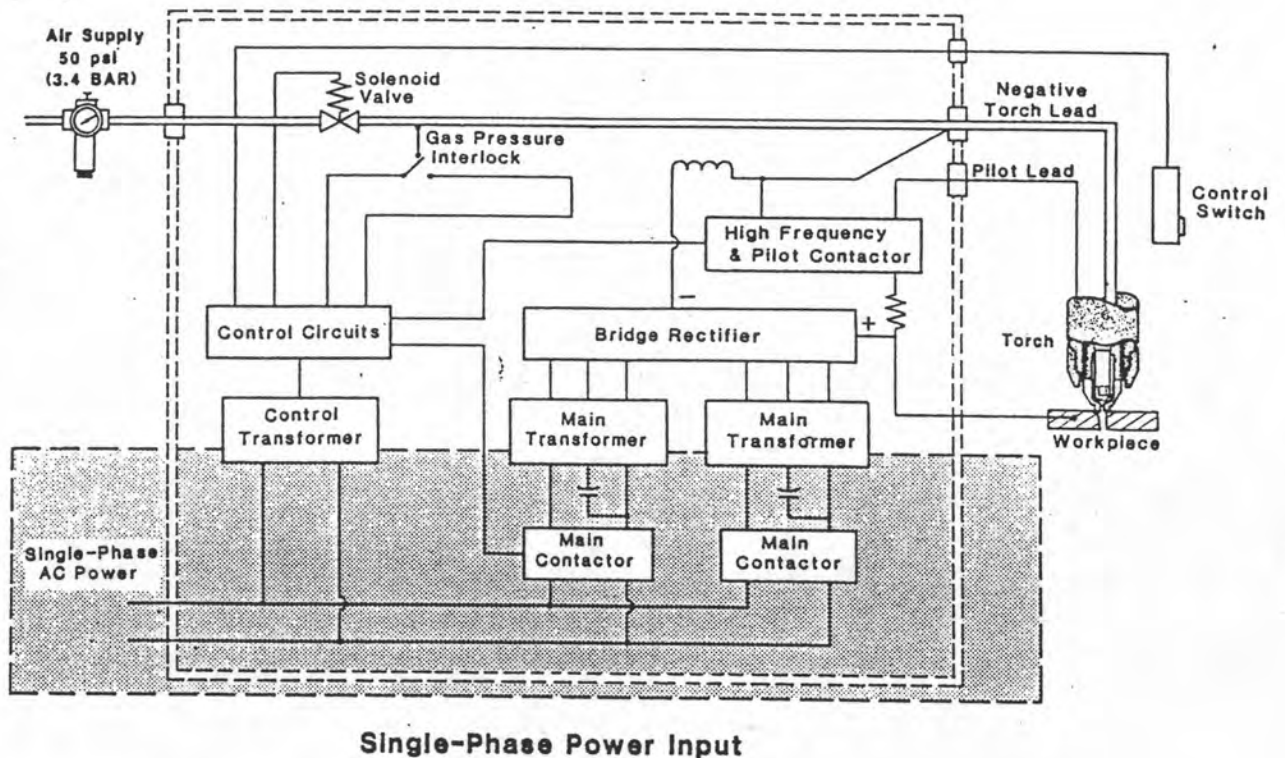 Air Supply
50 psi
(3.4 BAR)
Solenoid
Valve
Gas Pressure
Interlock
Negative
Torch Lead
Pilot Lead
Control
Switch
High Frequency
& Pilot Contactor
−
+
Control Circuits
Bridge Rectifier
Torch
Control
Transformer
Main
Transformer
Main
Transformer
Workpiece
Single-Phase
AC Power
Main
Contactor
Main
Contactor
Single-Phase Power Input